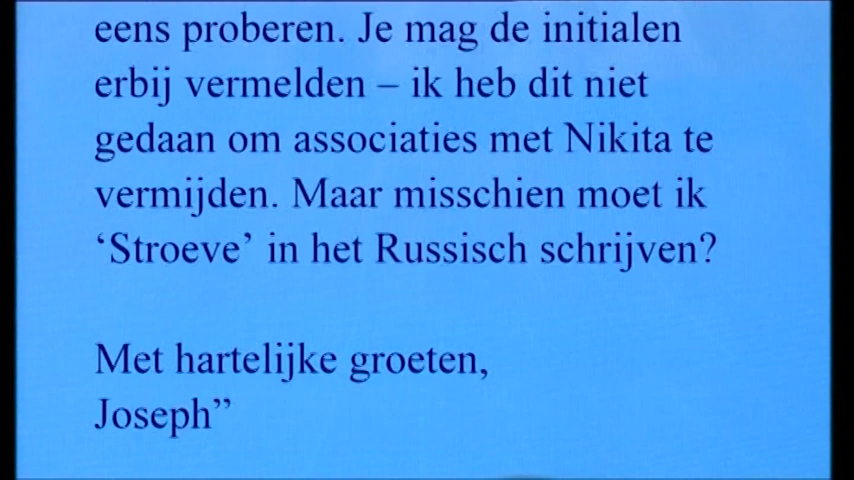 eens proberen. Je mag de initialen
erbij vermelden – ik heb dit niet
gedaan om associaties met Nikita te
vermijden. Maar misschien moet ik
‘Stroeve’ in het Russisch schrijven?
Met hartelijke groeten,
Joseph”